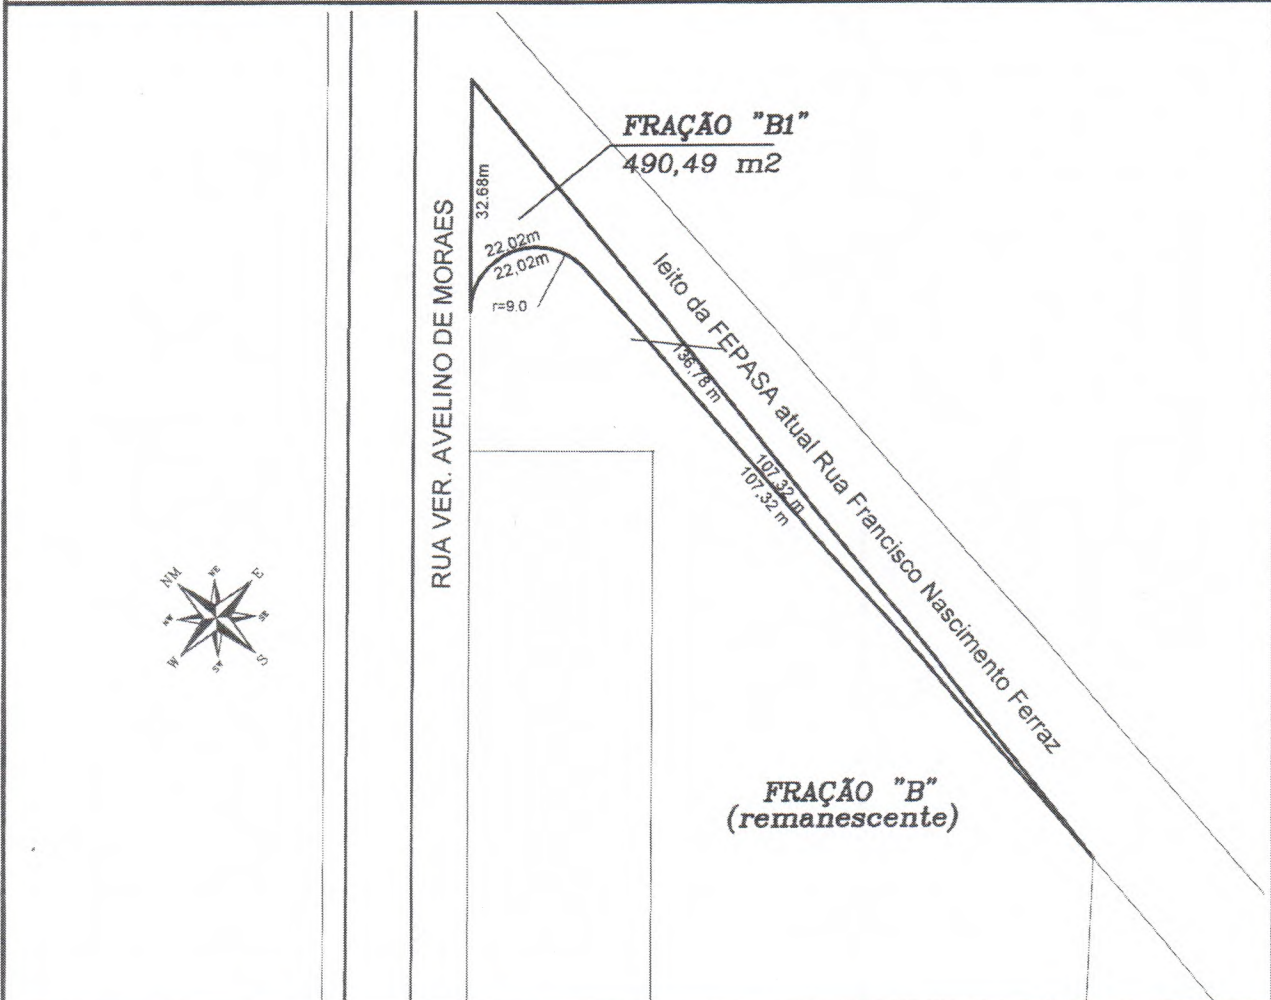 FRAÇÃO "B1"
490,49 m2
32.68m
RUA VER. AVELINO DE MORAES
22,02m
22,02m
r=9.0
leito da FEPASA atual Rua Francisco Nascimento Ferraz
136,78 m
107,32 m
107,32 m
NM
NE
E
NW
SE
W
SW
S
FRAÇÃO "B"
(remanescente)